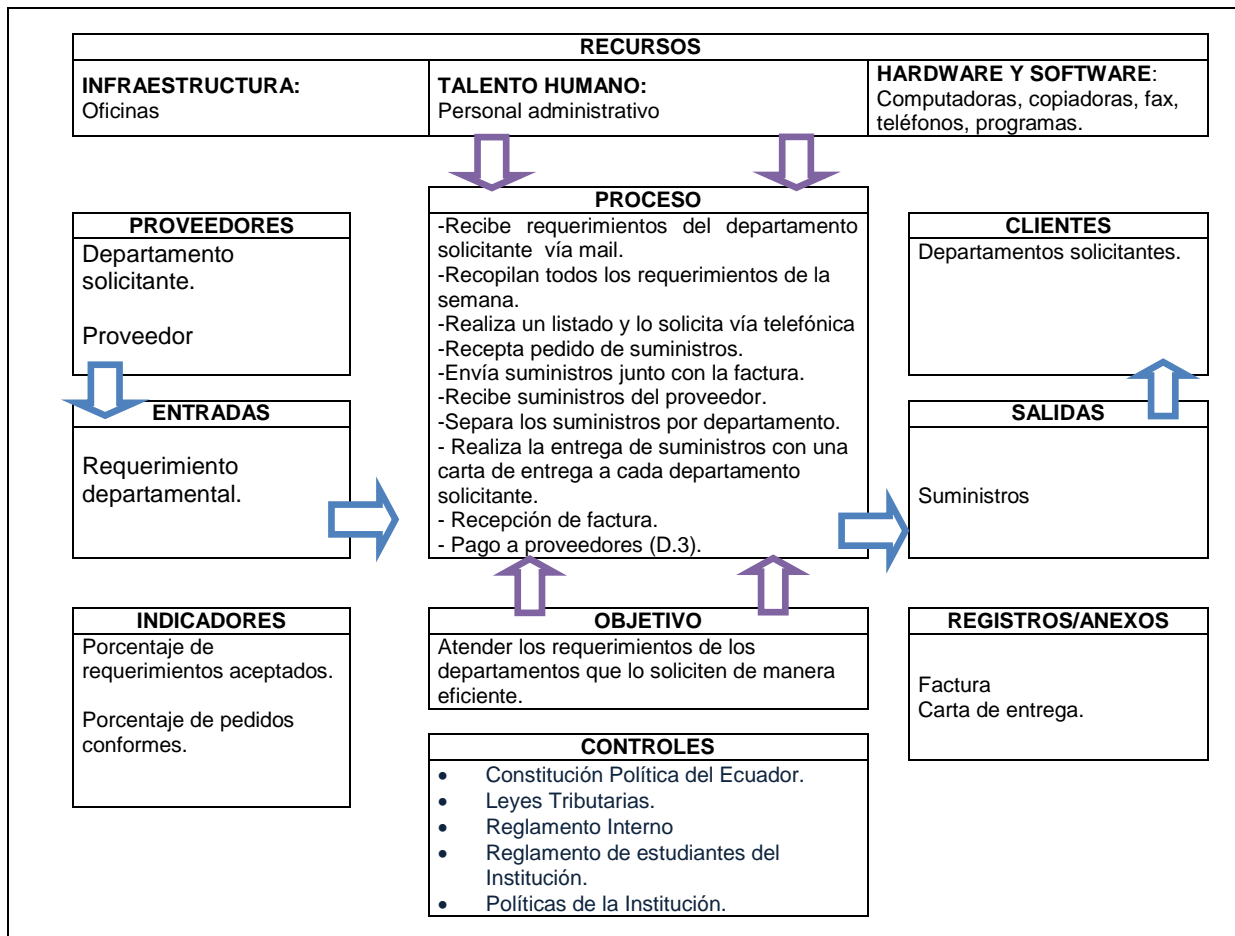 RECURSOS
INFRAESTRUCTURA:
Oficinas
TALENTO HUMANO:
Personal administrativo
HARDWARE Y SOFTWARE:
Computadoras, copiadoras, fax,
teléfonos, programas.
PROVEEDORES
Departamento
solicitante.
Proveedor
ENTRADAS
Requerimiento
departamental.
PROCESO
-Recibe requerimientos del departamento
solicitante vía mail.
-Recopilan todos los requerimientos de la
semana.
-Realiza un listado y lo solicita vía telefónica
-Recepta pedido de suministros.
-Envía suministros junto con la factura.
-Recibe suministros del proveedor.
-Separa los suministros por departamento.
- Realiza la entrega de suministros con una
carta de entrega a cada departamento
solicitante.
- Recepción de factura.
- Pago a proveedores (D.3).
CLIENTES
Departamentos solicitantes.
SALIDAS
Suministros
INDICADORES
Porcentaje de
requerimientos aceptados.
Porcentaje de pedidos
conformes.
OBJETIVO
Atender los requerimientos de los
departamentos que lo soliciten de manera
eficiente.
REGISTROS/ANEXOS
Factura
Carta de entrega.
CONTROLES
• Constitución Política del Ecuador.
• Leyes Tributarias.
• Reglamento Interno
• Reglamento de estudiantes del
Institución.
• Políticas de la Institución.